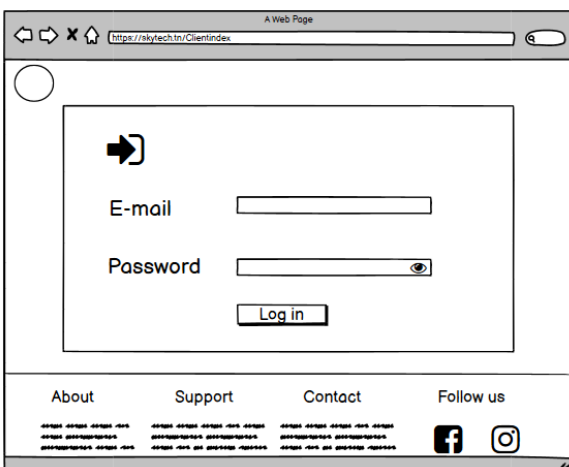 A Web Page
https://skytech.tn/Clientindex
E-mail
Password
Log in
About Support Contact Follow us